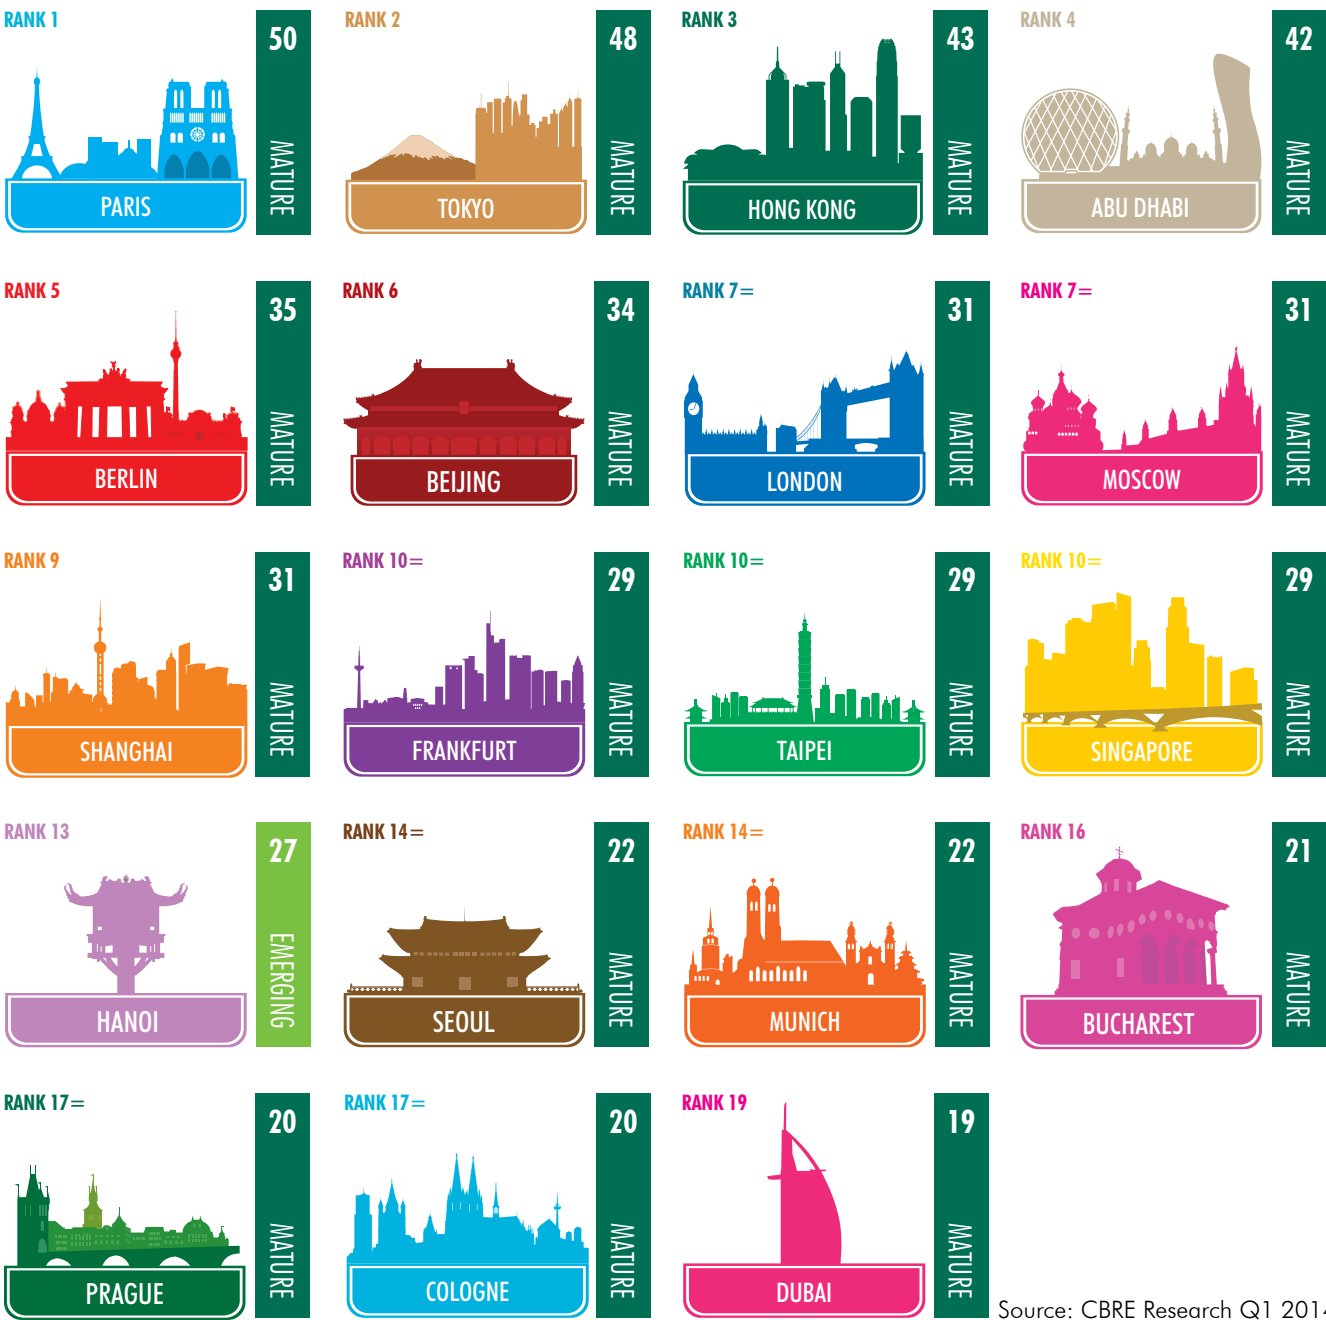 RANK 1
50
MATURE
PARIS
RANK 2
48
MATURE
TOKYO
RANK 3
43
MATURE
HONG KONG
RANK 4
42
MATURE
ABU DHABI
RANK 5
35
MATURE
BERLIN
RANK 6
34
MATURE
BEIJING
RANK 7=
31
MATURE
LONDON
RANK 7=
31
MATURE
MOSCOW
RANK 9
31
MATURE
SHANGHAI
RANK 10=
29
MATURE
FRANKFURT
RANK 10=
29
MATURE
TAIPEI
RANK 10=
29
MATURE
SINGAPORE
RANK 13
27
EMERGING
HANOI
RANK 14=
22
MATURE
SEOUL
RANK 14=
22
MATURE
MUNICH
RANK 16
21
MATURE
BUCHAREST
RANK 17=
20
MATURE
PRAGUE
RANK 17=
20
MATURE
COLOGNE
RANK 19
19
MATURE
DUBAI
Source: CBRE Research Q1 2014